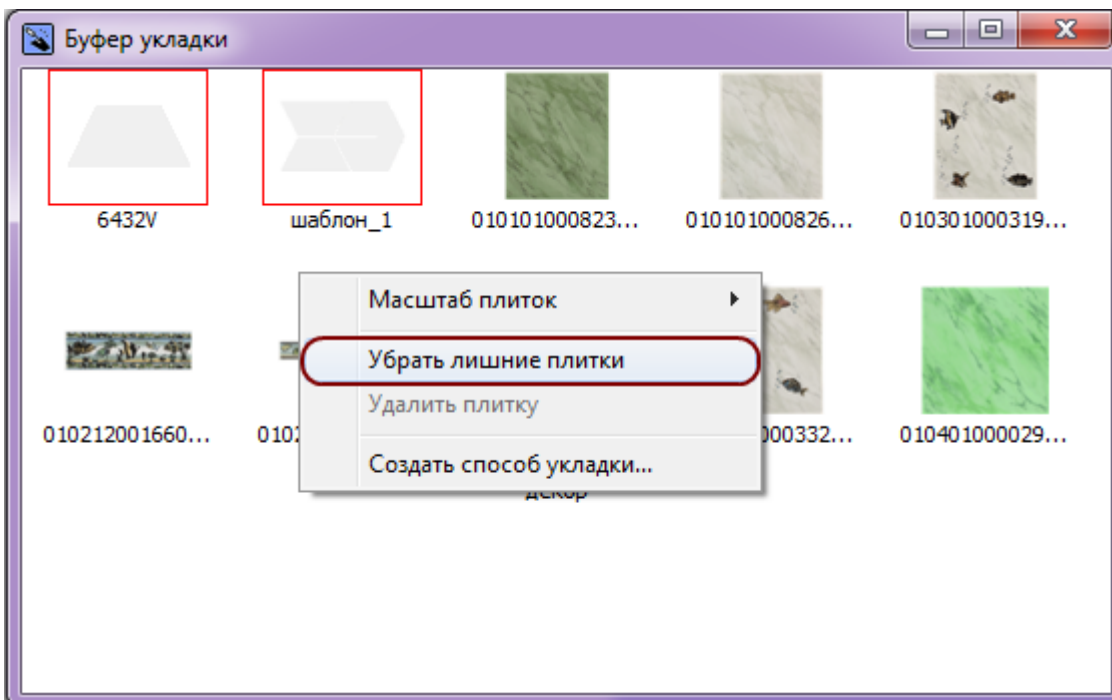 Буфер укладки
6432V
шаблон_1
010101000823...
010101000826...
010301000319...
Масштаб плиток
Убрать лишние плитки
Удалить плитку
Создать способ укладки...
010212001660...
0102
000332...
010401000029...
декор